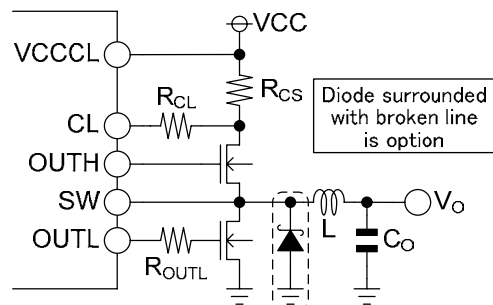 VCC
VCCCL
RCS
RCL
CL
Diode surrounded
with broken line
is option
OUTH
SW
VO
L
OUTL
CO
ROUTL